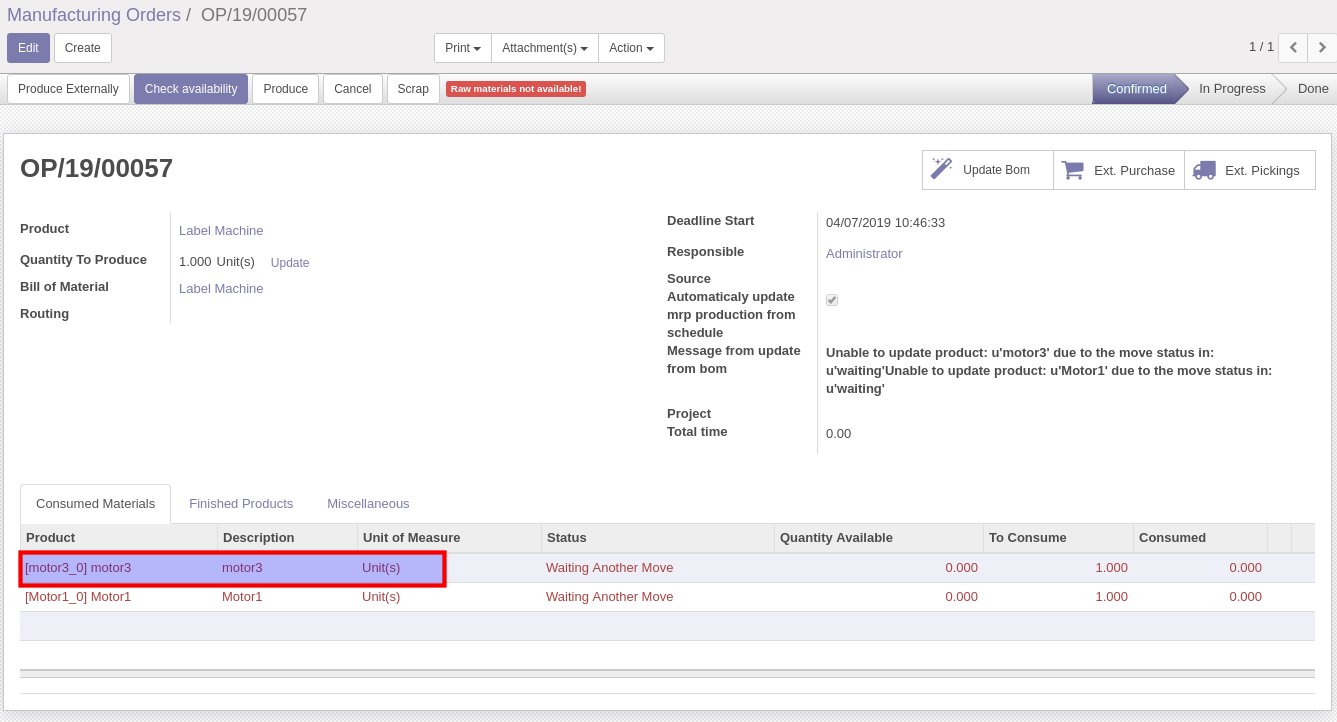 Manufacturing Orders / OP/19/00057
Edit Create Print Attachment(s) Action 1 / 1
Produce Externally Check availability Produce Cancel Scrap Raw materials not available! Confirmed In Progress Done
OP/19/00057
Update Bom Ext. Purchase Ext. Pickings
Product Label Machine
Quantity To Produce 1.000 Unit(s) Update
Bill of Material Label Machine
Routing
Deadline Start 04/07/2019 10:46:33
Responsible Administrator
Source
Automaticaly update
mrp production from
schedule
Message from update
from bom
Unable to update product: u'motor3' due to the move status in:
u'waiting'Unable to update product: u'Motor1' due to the move status in:
u'waiting'
Project
Total time 0.00
Consumed Materials Finished Products Miscellaneous
Product Description Unit of Measure Status Quantity Available To Consume Consumed
[motor3_0] motor3 motor3 Unit(s) Waiting Another Move 0.000 1.000 0.000
[Motor1_0] Motor1 Motor1 Unit(s) Waiting Another Move 0.000 1.000 0.000